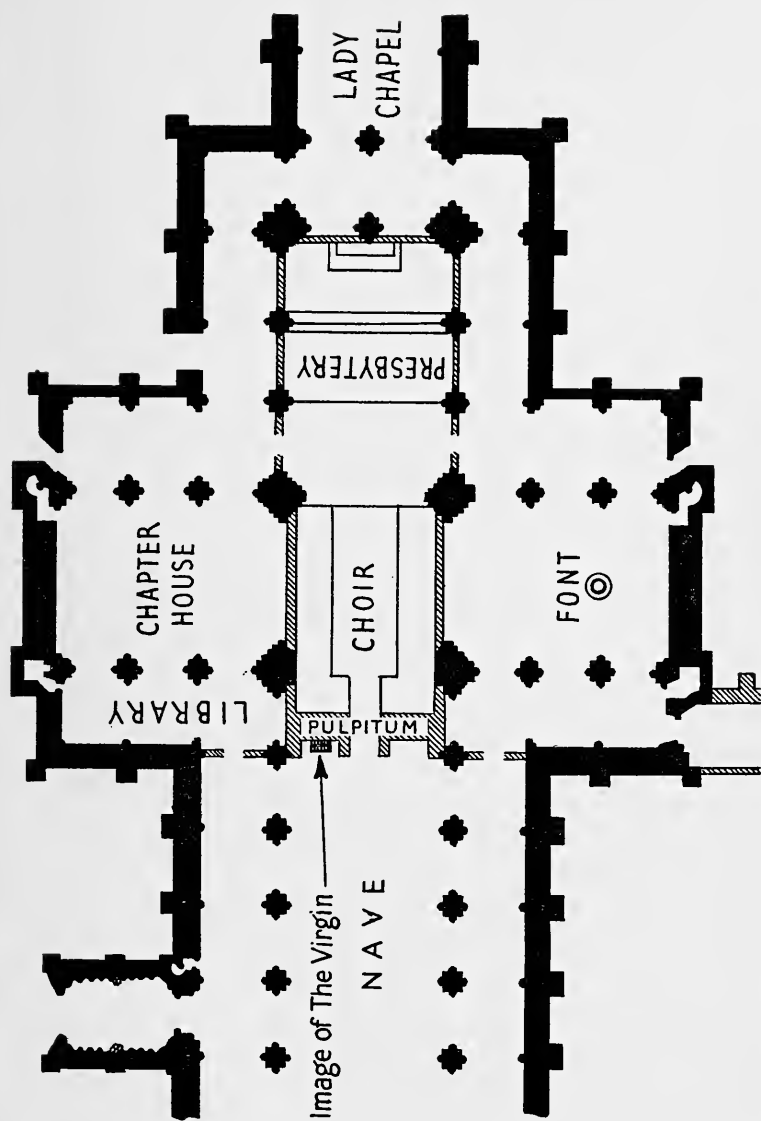 LADY
CHAPEL
PRESBYTERY
CHAPTER
HOUSE
CHOIR
FONT
LIBRARY
PULPITUM
Image of The Virgin
NAVE